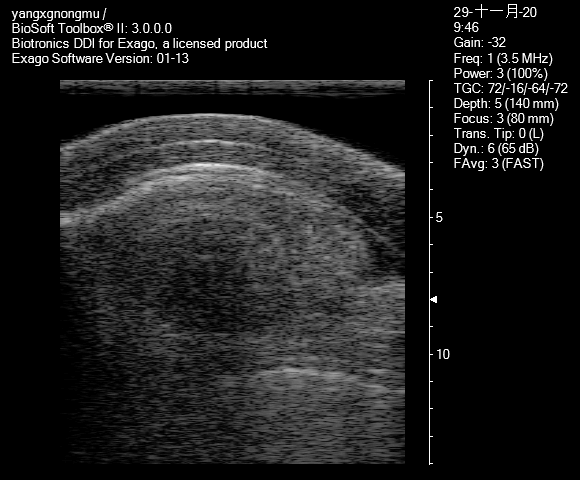 yangxgnongmu /
BioSoft Toolbox® II: 3.0.0.0
Biotronics DDI for Exago, a licensed product
Exago Software Version: 01-13
29-十一月-20
9:46
Gain: -32
Freq: 1 (3.5 MHz)
Power: 3 (100%)
TGC: 72/-16/-64/-72
Depth: 5 (140 mm)
Focus: 3 (80 mm)
Trans. Tip: 0 (L)
Dyn.: 6 (65 dB)
FAvg: 3 (FAST)
5
10